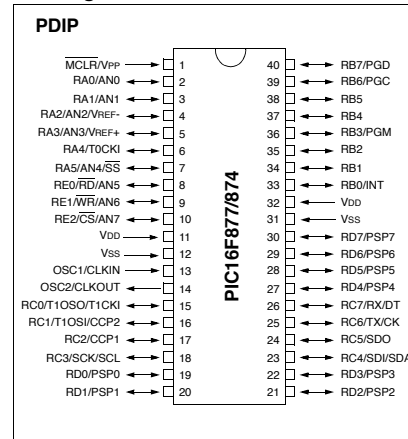 PDIP
MCLR/VPP 1 40 RB7/PGD
RA0/AN0 2 39 RB6/PGC
RA1/AN1 3 38 RB5
RA2/AN2/VREF- 4 37 RB4
RA3/AN3/VREF+ 5 36 RB3/PGM
RA4/T0CKI 6 35 RB2
RA5/AN4/SS 7 34 RB1
RE0/RD/AN5 8 33 RB0/INT
RE1/WR/AN6 9 32 VDD
RE2/CS/AN7 10 31 VSS
VDD 11 30 RD7/PSP7
VSS 12 29 RD6/PSP6
OSC1/CLKIN 13 28 RD5/PSP5
OSC2/CLKOUT 14 27 RD4/PSP4
RC0/T1OSO/T1CKI 15 26 RC7/RX/DT
RC1/T1OSI/CCP2 16 25 RC6/TX/CK
RC2/CCP1 17 24 RC5/SDO
RC3/SCK/SCL 18 23 RC4/SDI/SDA
RD0/PSP0 19 22 RD3/PSP3
RD1/PSP1 20 21 RD2/PSP2
PIC16F877/874